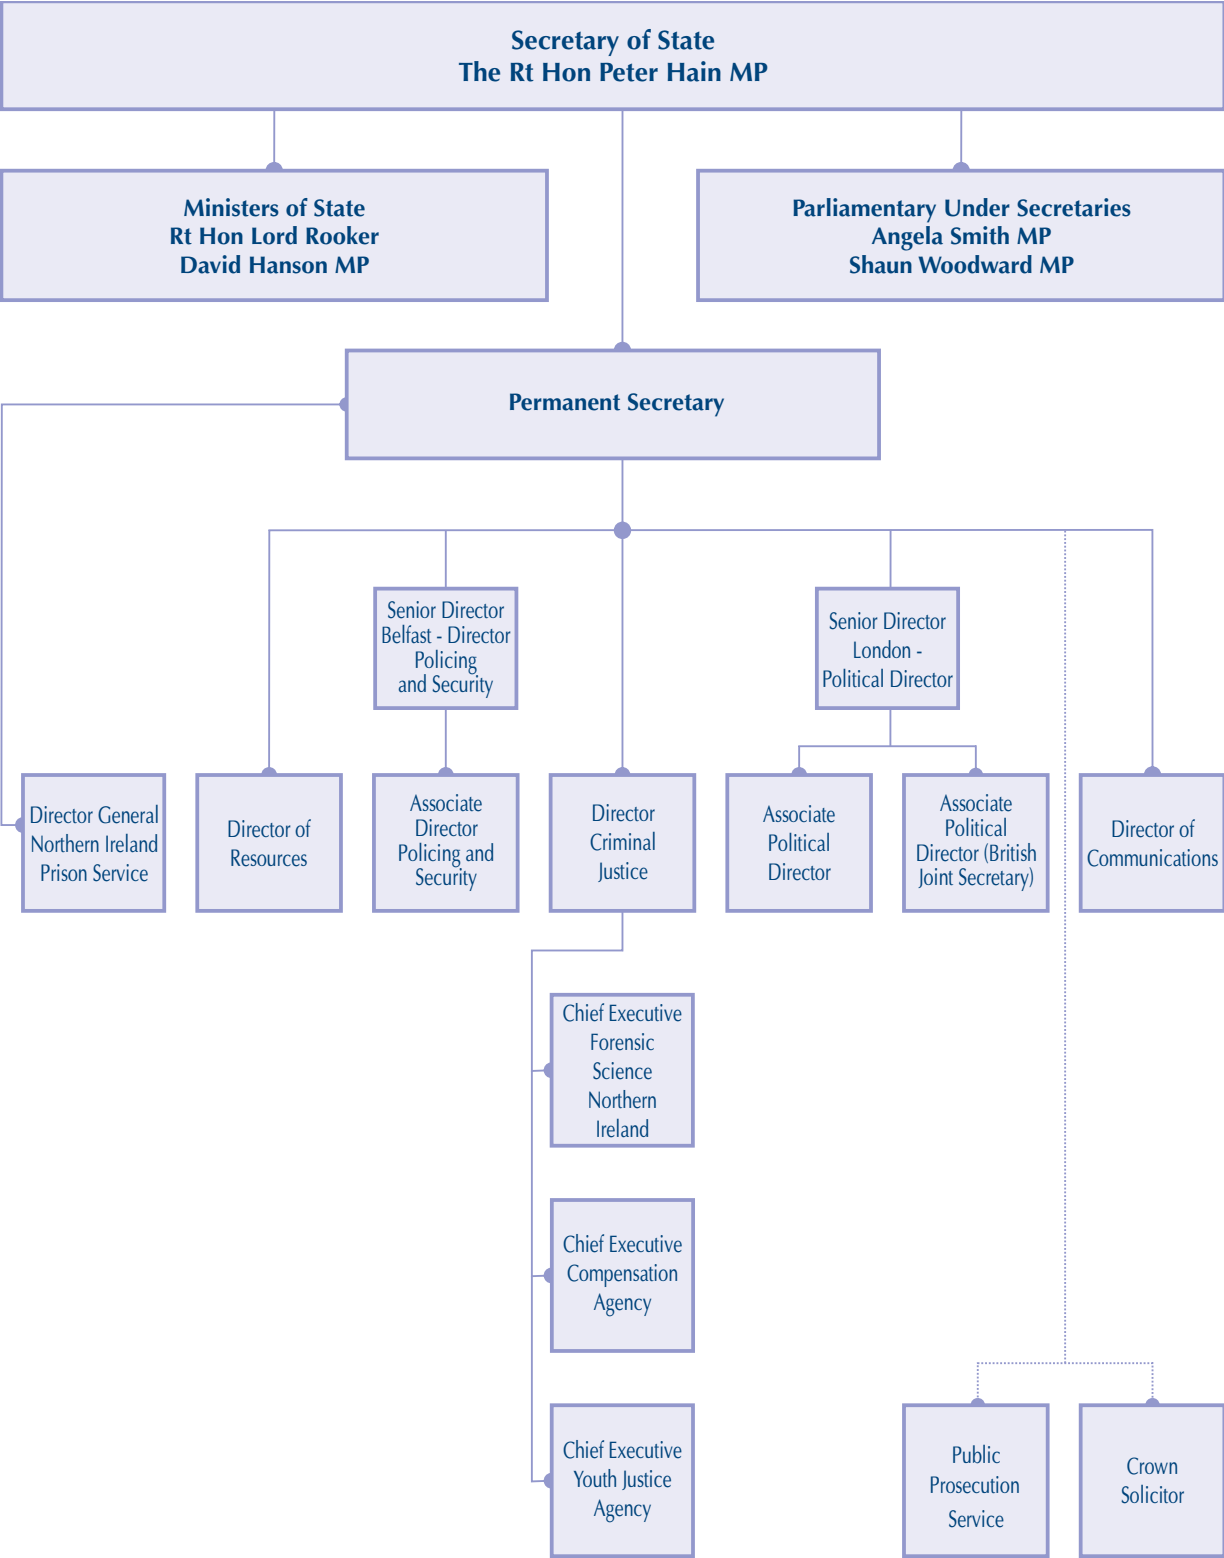 Secretary of State
The Rt Hon Peter Hain MP
Ministers of State
Rt Hon Lord Rooker
David Hanson MP
Parliamentary Under Secretaries
Angela Smith MP
Shaun Woodward MP
Permanent Secretary
Senior Director
Belfast - Director
Policing
and Security
Senior Director
London -
Political Director
Director General
Northern Ireland
Prison Service
Director of
Resources
Associate
Director
Policing and
Security
Director
Criminal
Justice
Associate
Political
Director
Associate
Political
Director (British
Joint Secretary)
Director of
Communications
Chief Executive
Forensic
Science
Northern
Ireland
Chief Executive
Compensation
Agency
Chief Executive
Youth Justice
Agency
Public
Prosecution
Service
Crown
Solicitor